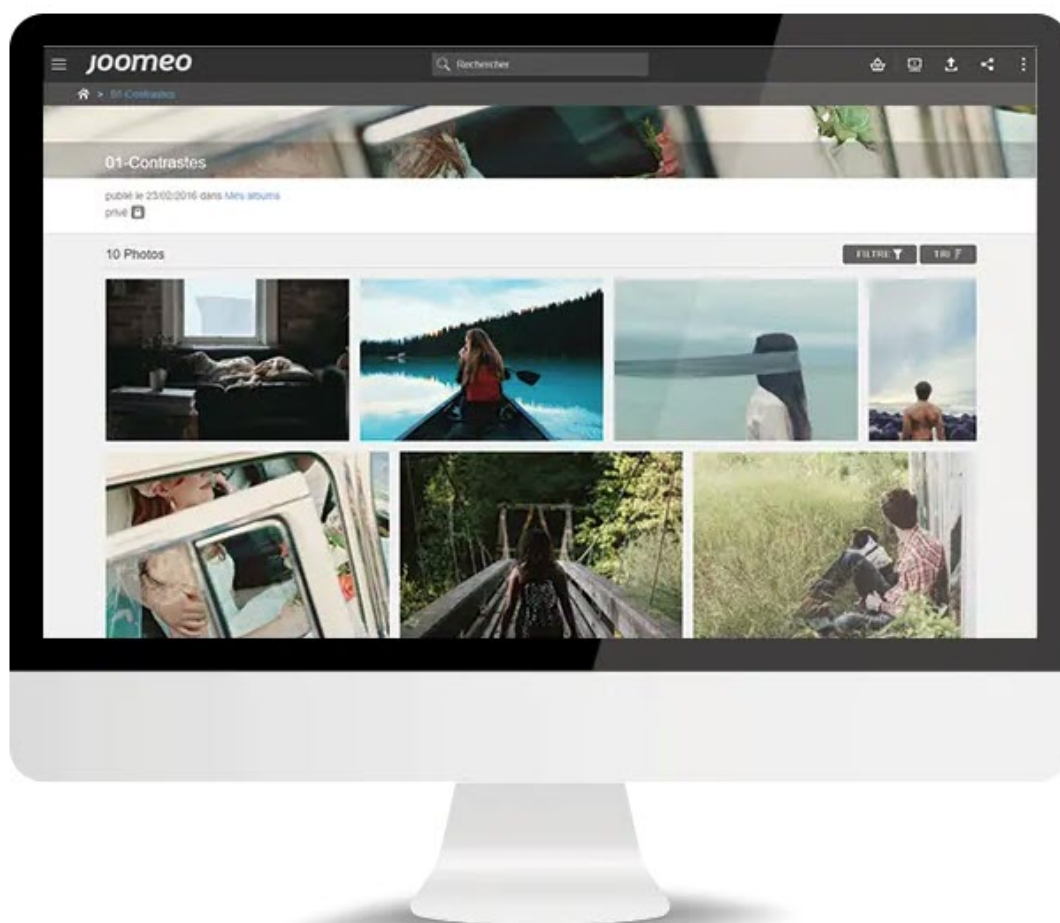 Joomeo
Rechercher
> 01-Contrastes
01-Contrastes
publié le 23/02/2016 dans Mes albums
privé
10 Photos
FILTRE
TRI